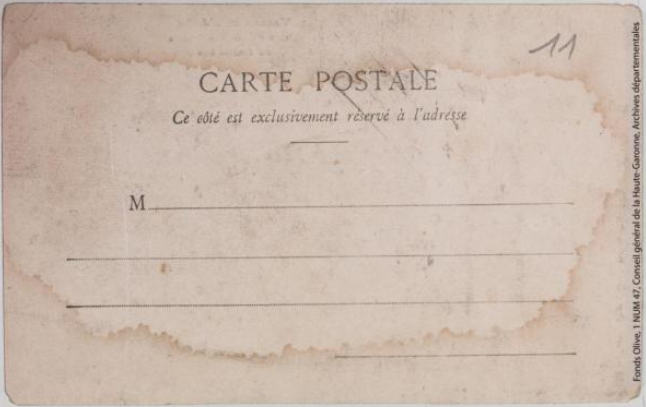 11
CARTE POSTALE
Ce côté est exclusivement réservé à l'adresse
M
Fonds Olive, 1 NUM 47, Conseil général de la Haute-Garonne, Archives départementales